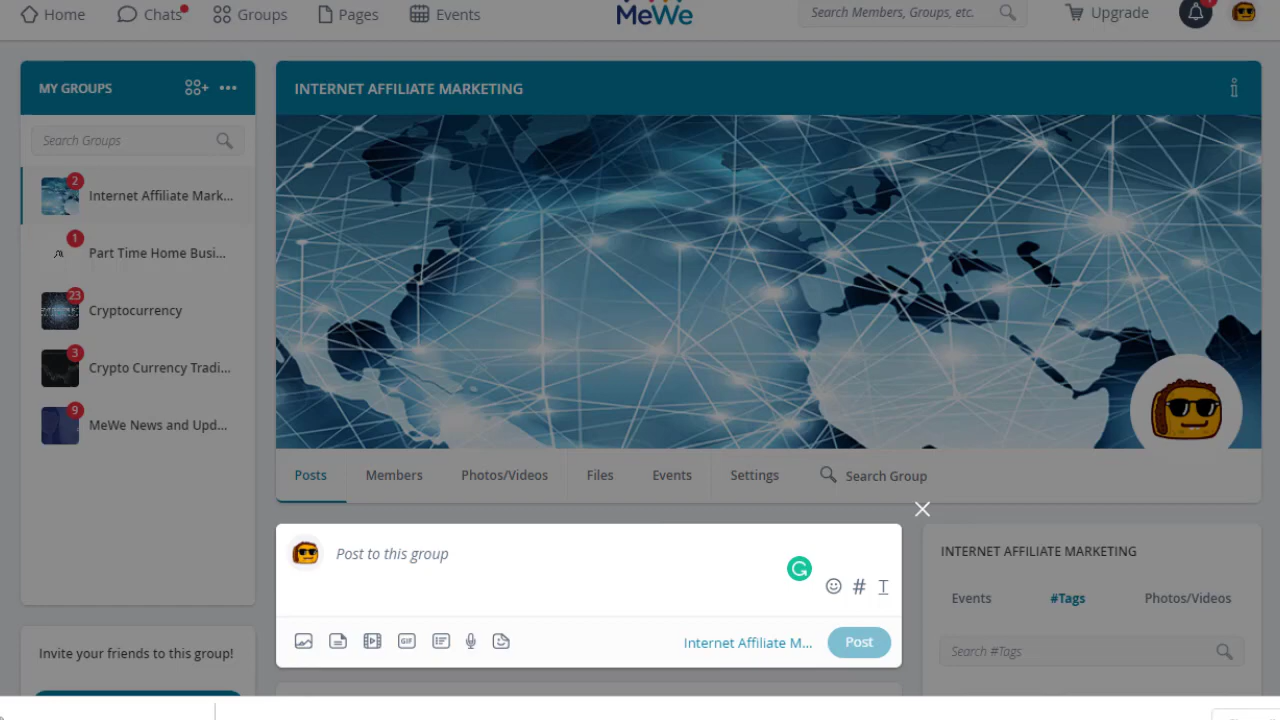 Home
Chats
Groups
Pages
Events
MeWe
Search Members, Groups, etc.
Upgrade
MY GROUPS
Search Groups
2
Internet Affiliate Mark...
1
Part Time Home Busi...
23
Cryptocurrency
3
Crypto Currency Tradi...
9
MeWe News and Upd...
Invite your friends to this group!
INTERNET AFFILIATE MARKETING
Posts
Members
Photos/Videos
Files
Events
Settings
Search Group
Post to this group
#
T
GIF
Internet Affiliate M...
Post
INTERNET AFFILIATE MARKETING
Events
#Tags
Photos/Videos
Search #Tags